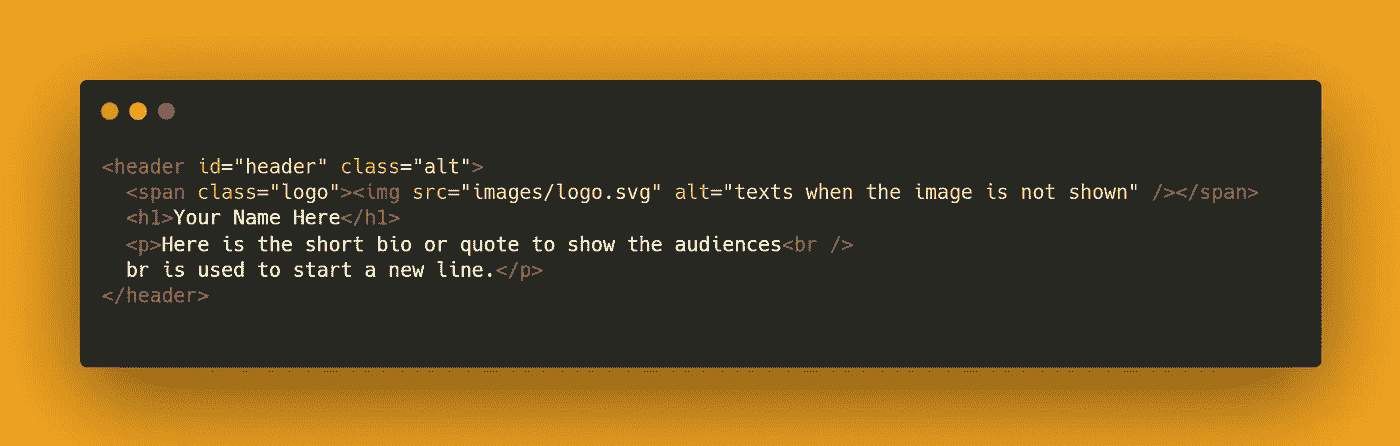 <header id="header" class="alt">
<span class="logo"><img src="images/logo.svg" alt="texts when the image is not shown" /></span>
<h1>Your Name Here</h1>
<p>Here is the short bio or quote to show the audiences<br />
br is used to start a new line.</p>
</header>